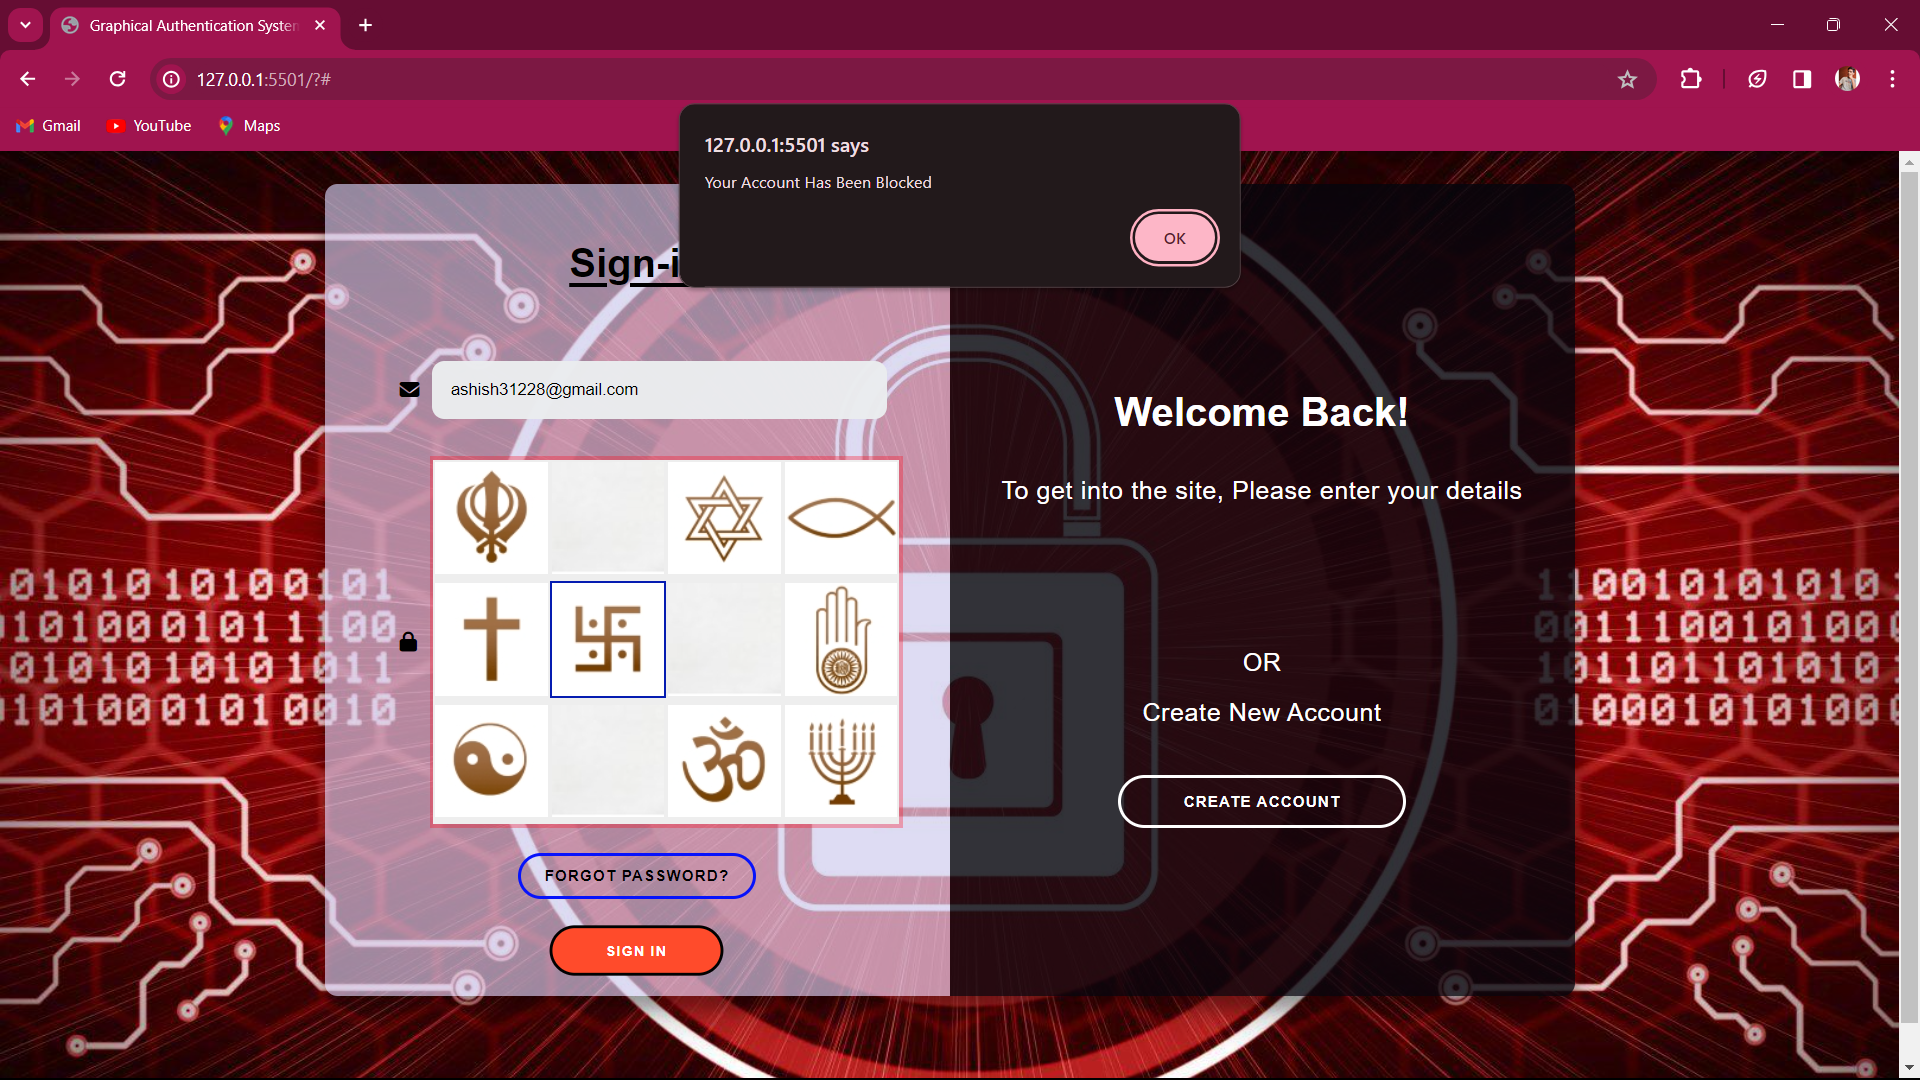 Graphical Authentication System
127.0.0.1:5501/?#
Gmail
YouTube
Maps
127.0.0.1:5501 says
Your Account Has Been Blocked
OK
Sign-i
ashish31228@gmail.com
FORGOT PASSWORD?
SIGN IN
Welcome Back!
To get into the site, Please enter your details
OR
Create New Account
CREATE ACCOUNT